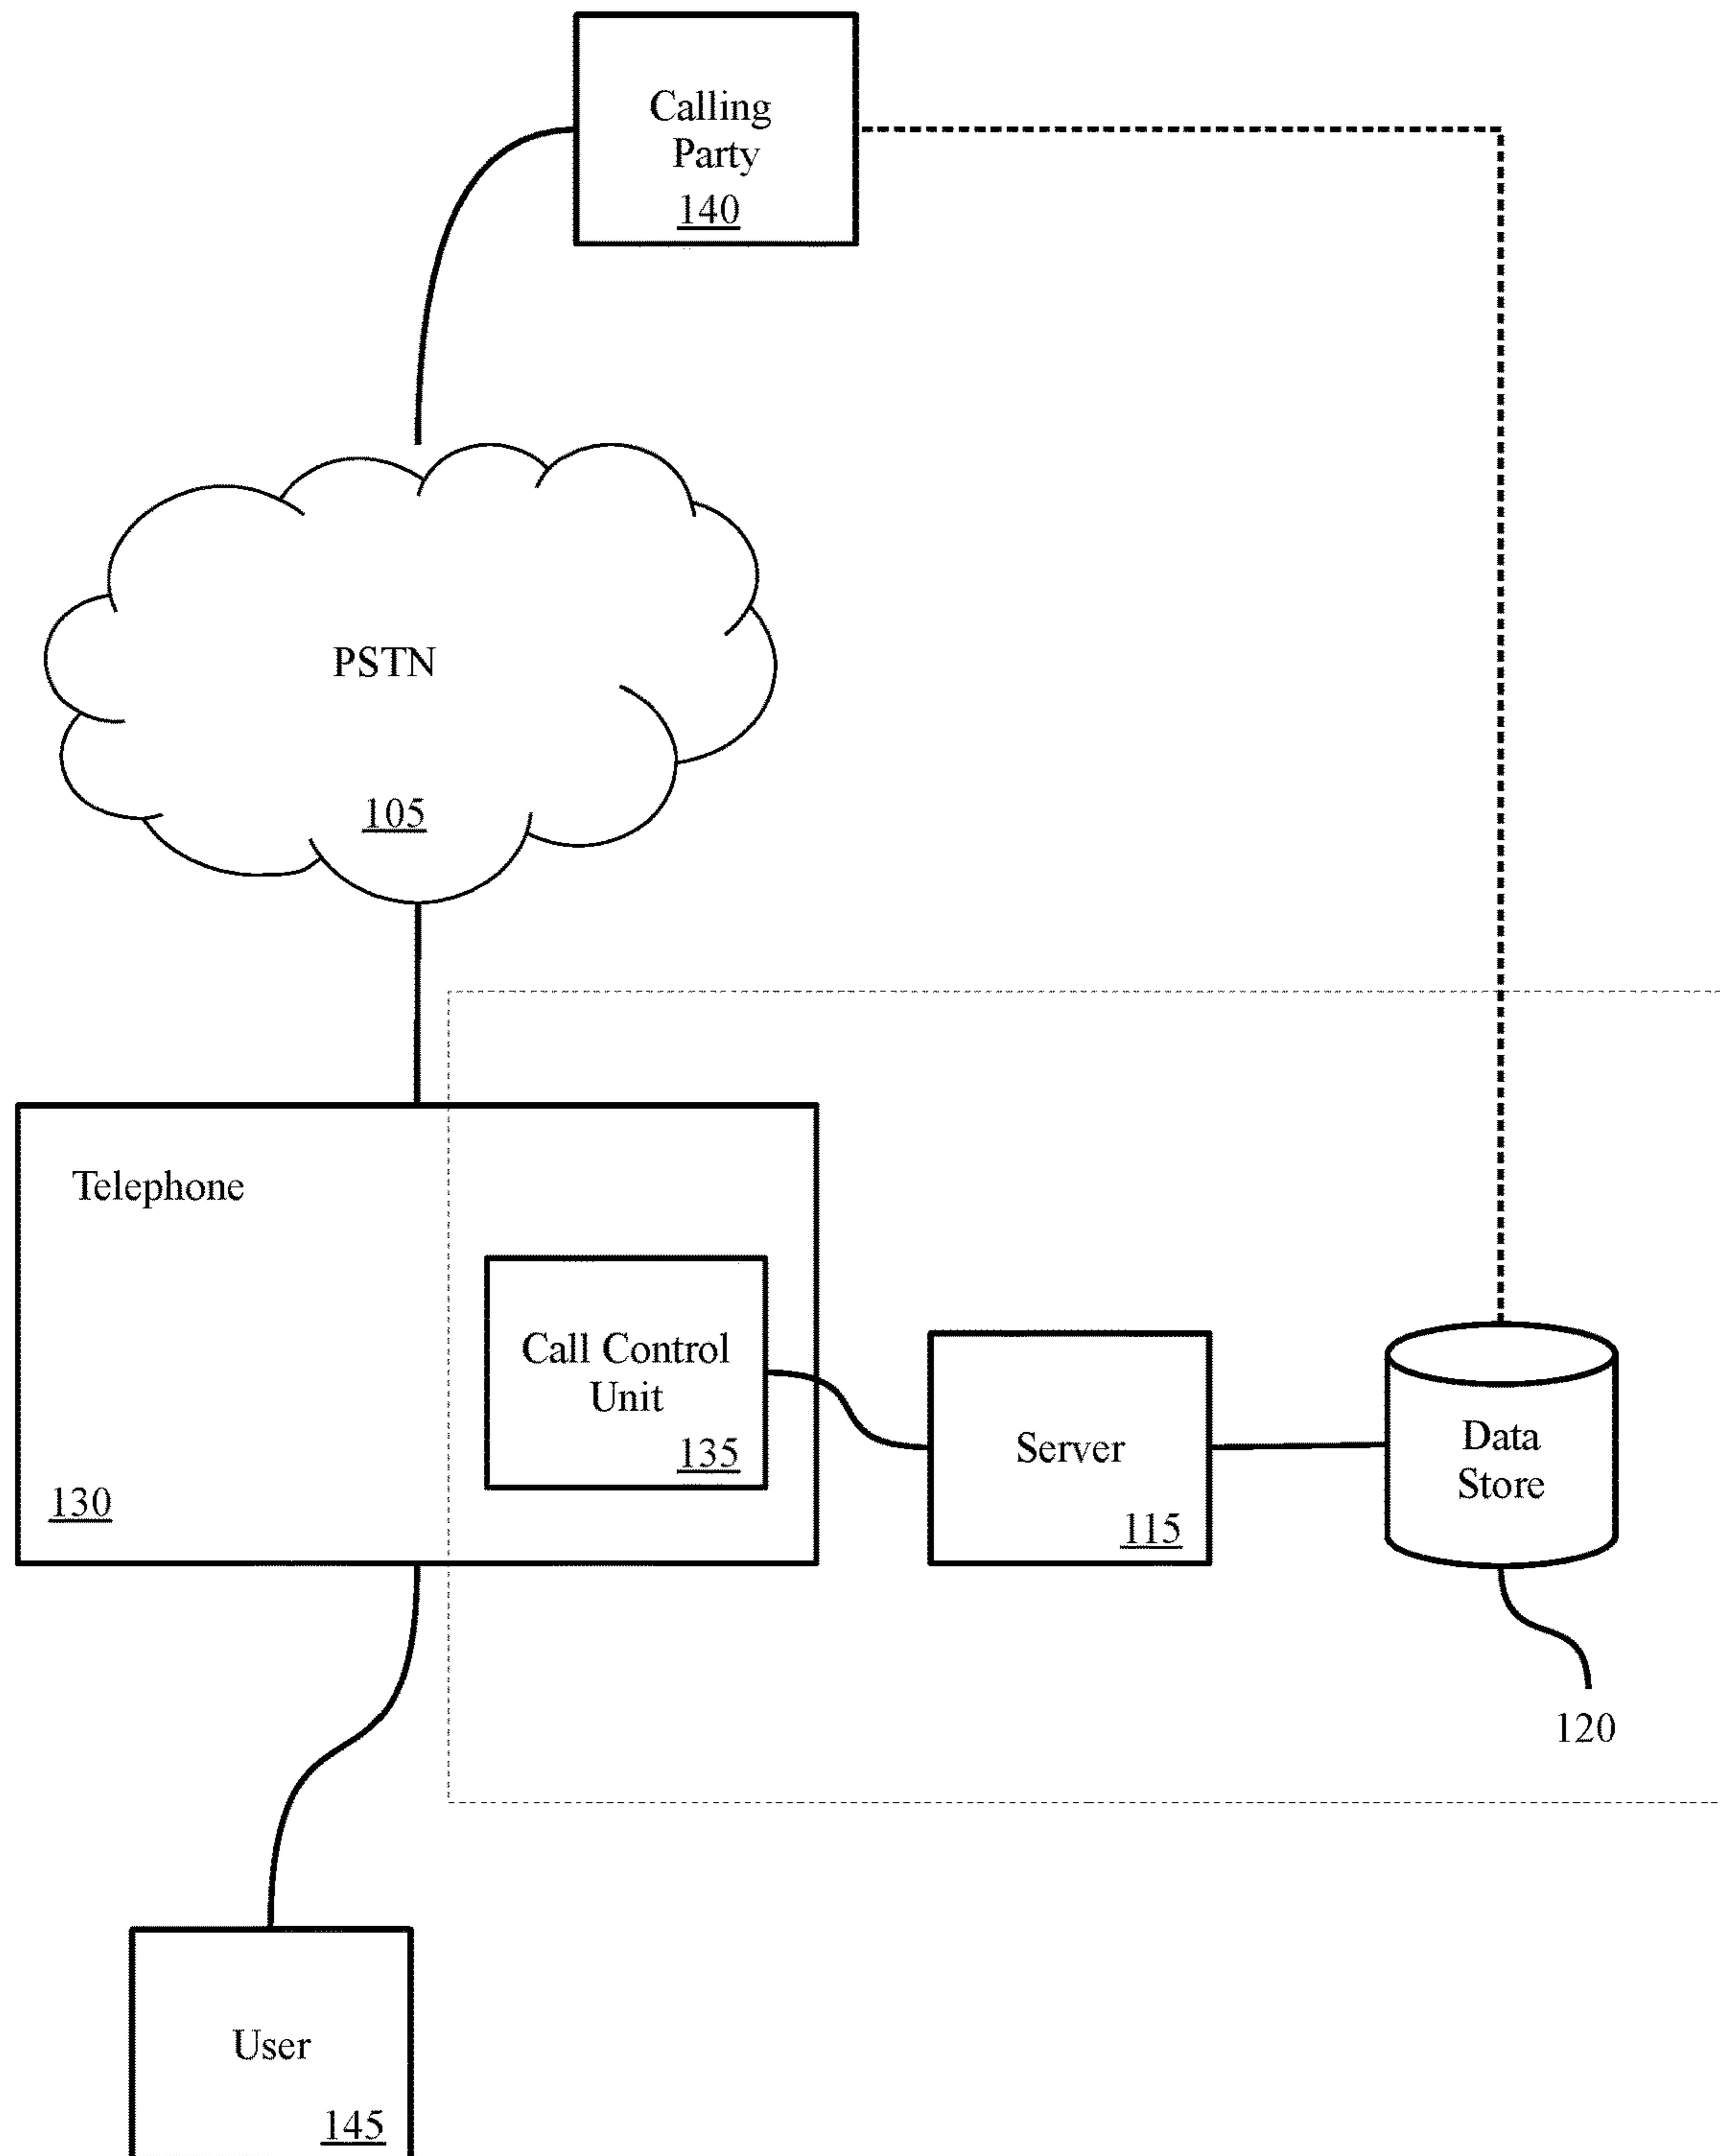 Calling
Party
140
PSTN
105
Telephone
130
Call Control
Unit
135
Server
115
Data
Store
120
User
145